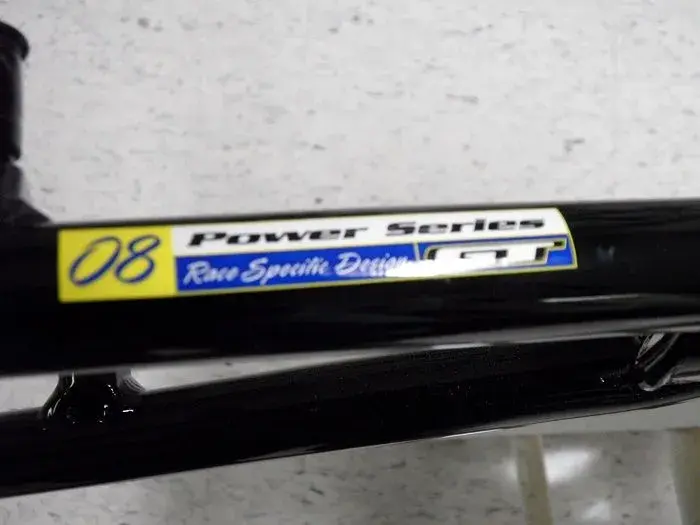 08
Power Series
Race Specific Design
GT